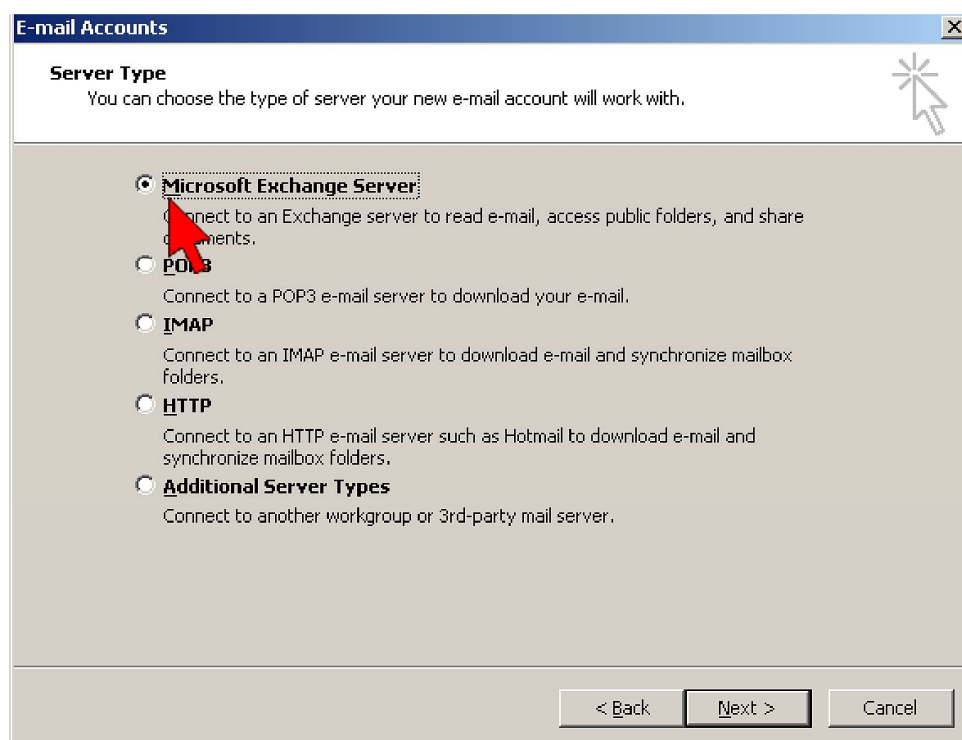 E-mail Accounts
Server Type
You can choose the type of server your new e-mail account will work with.
Microsoft Exchange Server
Connect to an Exchange server to read e-mail, access public folders, and share
documents.
POP3
Connect to a POP3 e-mail server to download your e-mail.
IMAP
Connect to an IMAP e-mail server to download e-mail and synchronize mailbox
folders.
HTTP
Connect to an HTTP e-mail server such as Hotmail to download e-mail and
synchronize mailbox folders.
Additional Server Types
Connect to another workgroup or 3rd-party mail server.
< Back Next > Cancel